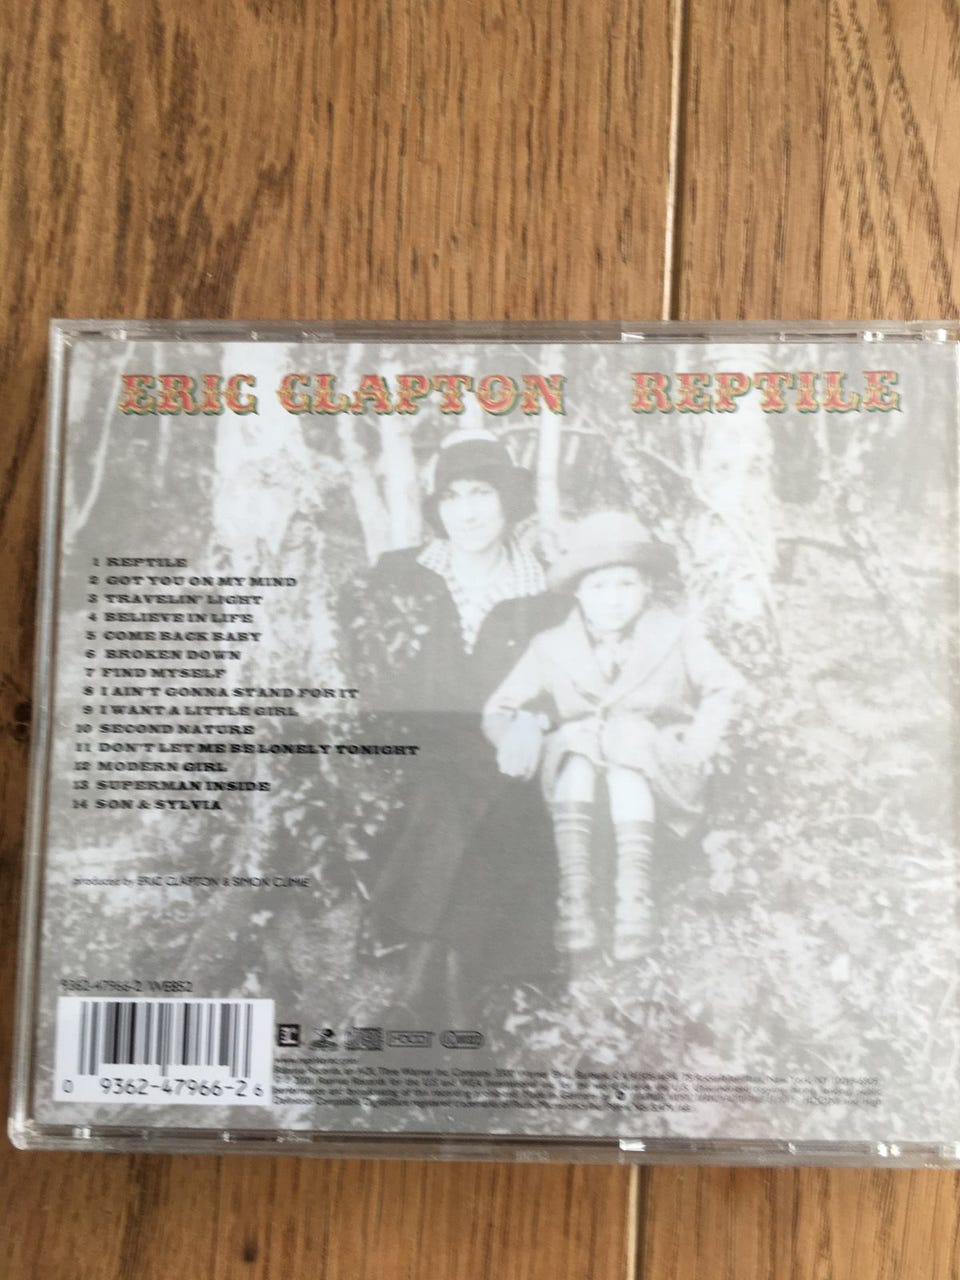 ERIC CLAPTON REPTILE
1 REPTILE
2 GOT YOU ON MY MIND
3 TRAVELIN' LIGHT
4 BELIEVE IN LIFE
5 COME BACK BABY
6 BROKEN DOWN
7 FIND MYSELF
8 I AIN'T GONNA STAND FOR IT
9 I WANT A LITTLE GIRL
10 SECOND NATURE
11 DON'T LET ME BE LONELY TONIGHT
12 MODERN GIRL
13 SUPERMAN INSIDE
14 SON & SYLVIA
produced by ERIC CLAPTON & SIMON CLIMIE
9362-47966-2 WE852
0 9362-47966-2 6